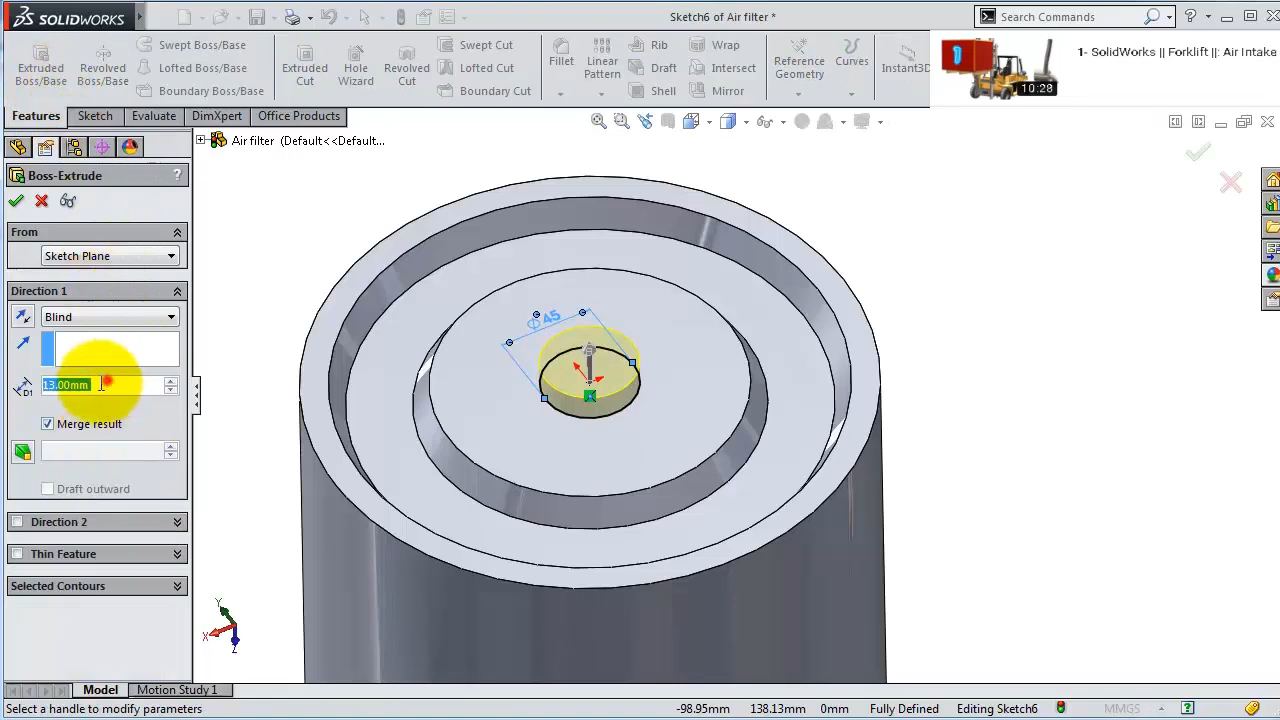 SOLIDWORKS
Sketch6 of Air filter *
Search Commands
?
Extruded Boss/Base
Revolved Boss/Base
Swept Boss/Base
Lofted Boss/Base
Boundary Boss/Base
Extruded Cut
Hole Wizard
Revolved Cut
Swept Cut
Lofted Cut
Boundary Cut
Fillet
Linear Pattern
Rib
Draft
Shell
Wrap
Intersect
Mirror
Reference Geometry
Curves
Instant3D
10:28
1- SolidWorks || Forklift ||: Air Intake
Features
Sketch
Evaluate
DimXpert
Office Products
Air filter (Default<<Default...
Boss-Extrude
?
From
Sketch Plane
Direction 1
Blind
D1
13.00mm
Merge result
Draft outward
Direction 2
Thin Feature
Selected Contours
Ø45
Y
X
Z
Model
Motion Study 1
Select a handle to modify parameters
-98.95mm
138.13mm
0mm
Fully Defined
Editing Sketch6
MMGS
?